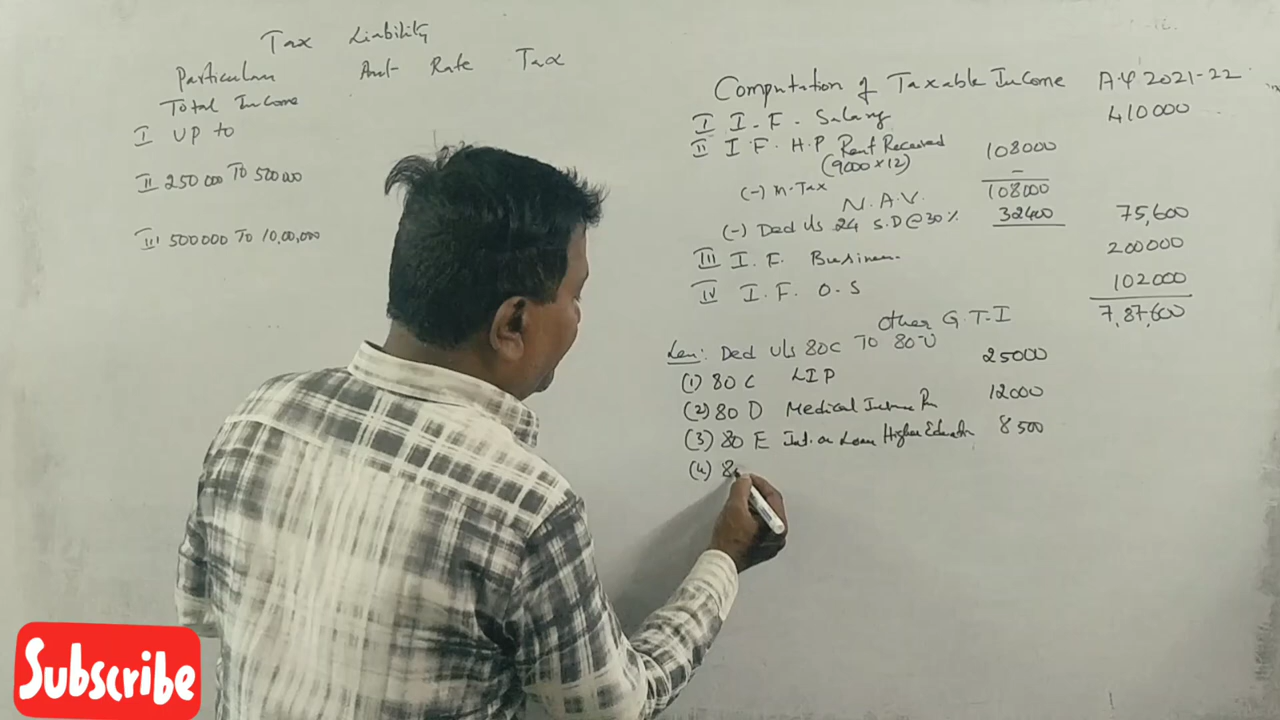 Tax Liability
Particulars Amt Rate Tax
Total Income
I UP to
II 250000 To 500000
III 500000 To 10,00,000
Computation of Taxable Income A.Y 2021-22
I I.F. Salary 410000
II I.F. H.P Rent Received 108000
(9000 x 12)
(-) M.Tax -
N.A.V. 108000
(-) Ded U/s 24 S.D@30% 32400 75,600
III I.F. Business 200000
IV I.F. O.S 102000
Other G.T.I 7,87,600
Less: Ded U/s 80C To 80-U
(1) 80 C LIP 25000
(2) 80 D Medical 12000
(3) 80 E Int. on Loan Higher Education 8500
(4) 8
Subscribe